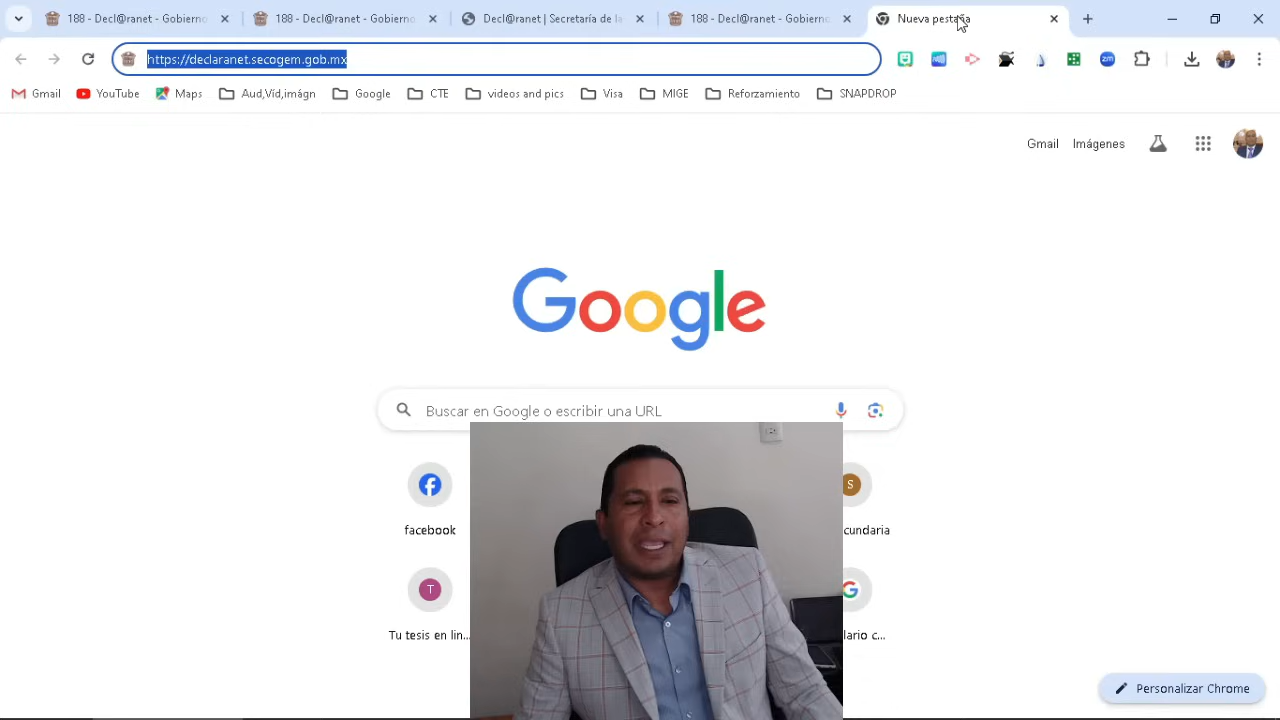 188 - Decl@ranet - Gobierno
188 - Decl@ranet - Gobierno
Decl@ranet | Secretaría de la
188 - Decl@ranet - Gobierno
Nueva pestaña
https://declaranet.secogem.gob.mx
zm
Gmail
YouTube
Maps
Aud,Víd,imágn
Google
CTE
videos and pics
Visa
MIGE
Reforzamiento
SNAPDROP
Gmail
Imágenes
Google
Buscar en Google o escribir una URL
S
facebook
cundaria
T
Tu tesis en lin...
lario c...
Personalizar Chrome